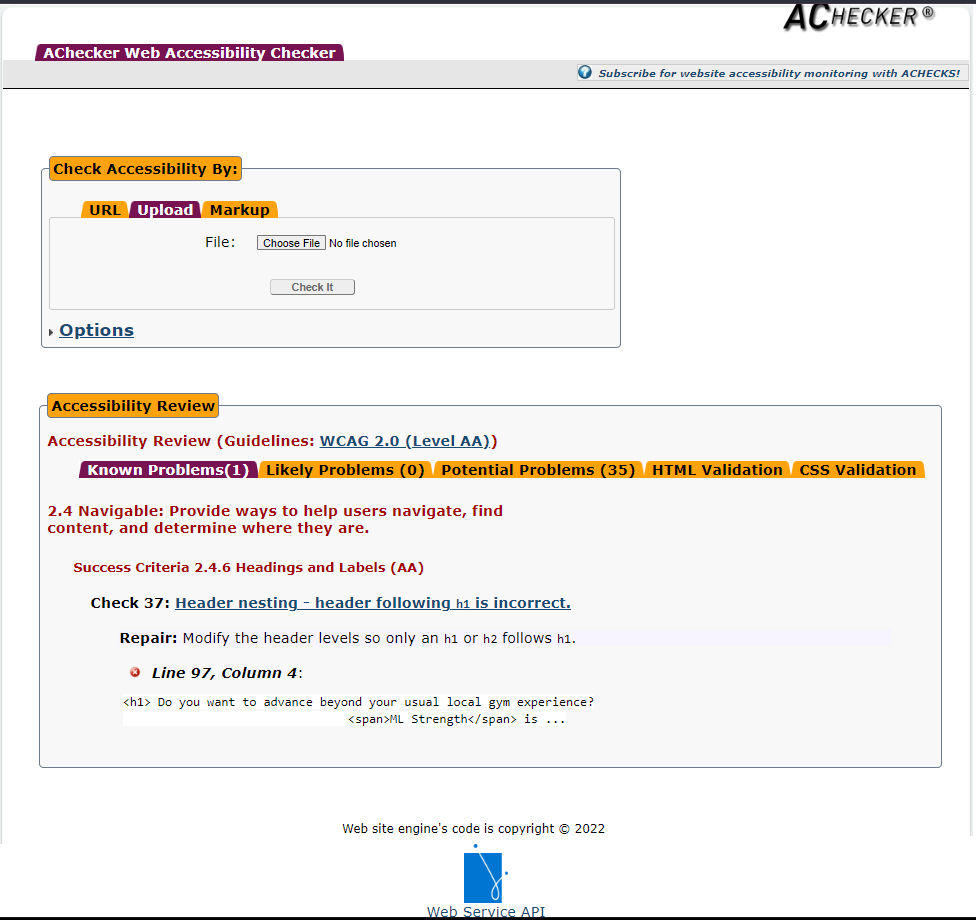 ACHECKER ®
AChecker Web Accessibility Checker
Subscribe for website accessibility monitoring with ACHECKS!
Check Accessibility By:
URL Upload Markup
File: Choose File No file chosen
Check It
Options
Accessibility Review
Accessibility Review (Guidelines: WCAG 2.0 (Level AA))
Known Problems(1) Likely Problems (0) Potential Problems (35) HTML Validation CSS Validation
2.4 Navigable: Provide ways to help users navigate, find
content, and determine where they are.
Success Criteria 2.4.6 Headings and Labels (AA)
Check 37: Header nesting - header following h1 is incorrect.
Repair: Modify the header levels so only an h1 or h2 follows h1.
Line 97, Column 4:
<h1> Do you want to advance beyond your usual local gym experience?
<span>ML Strength</span> is ...
Web site engine's code is copyright © 2022
Web Service API